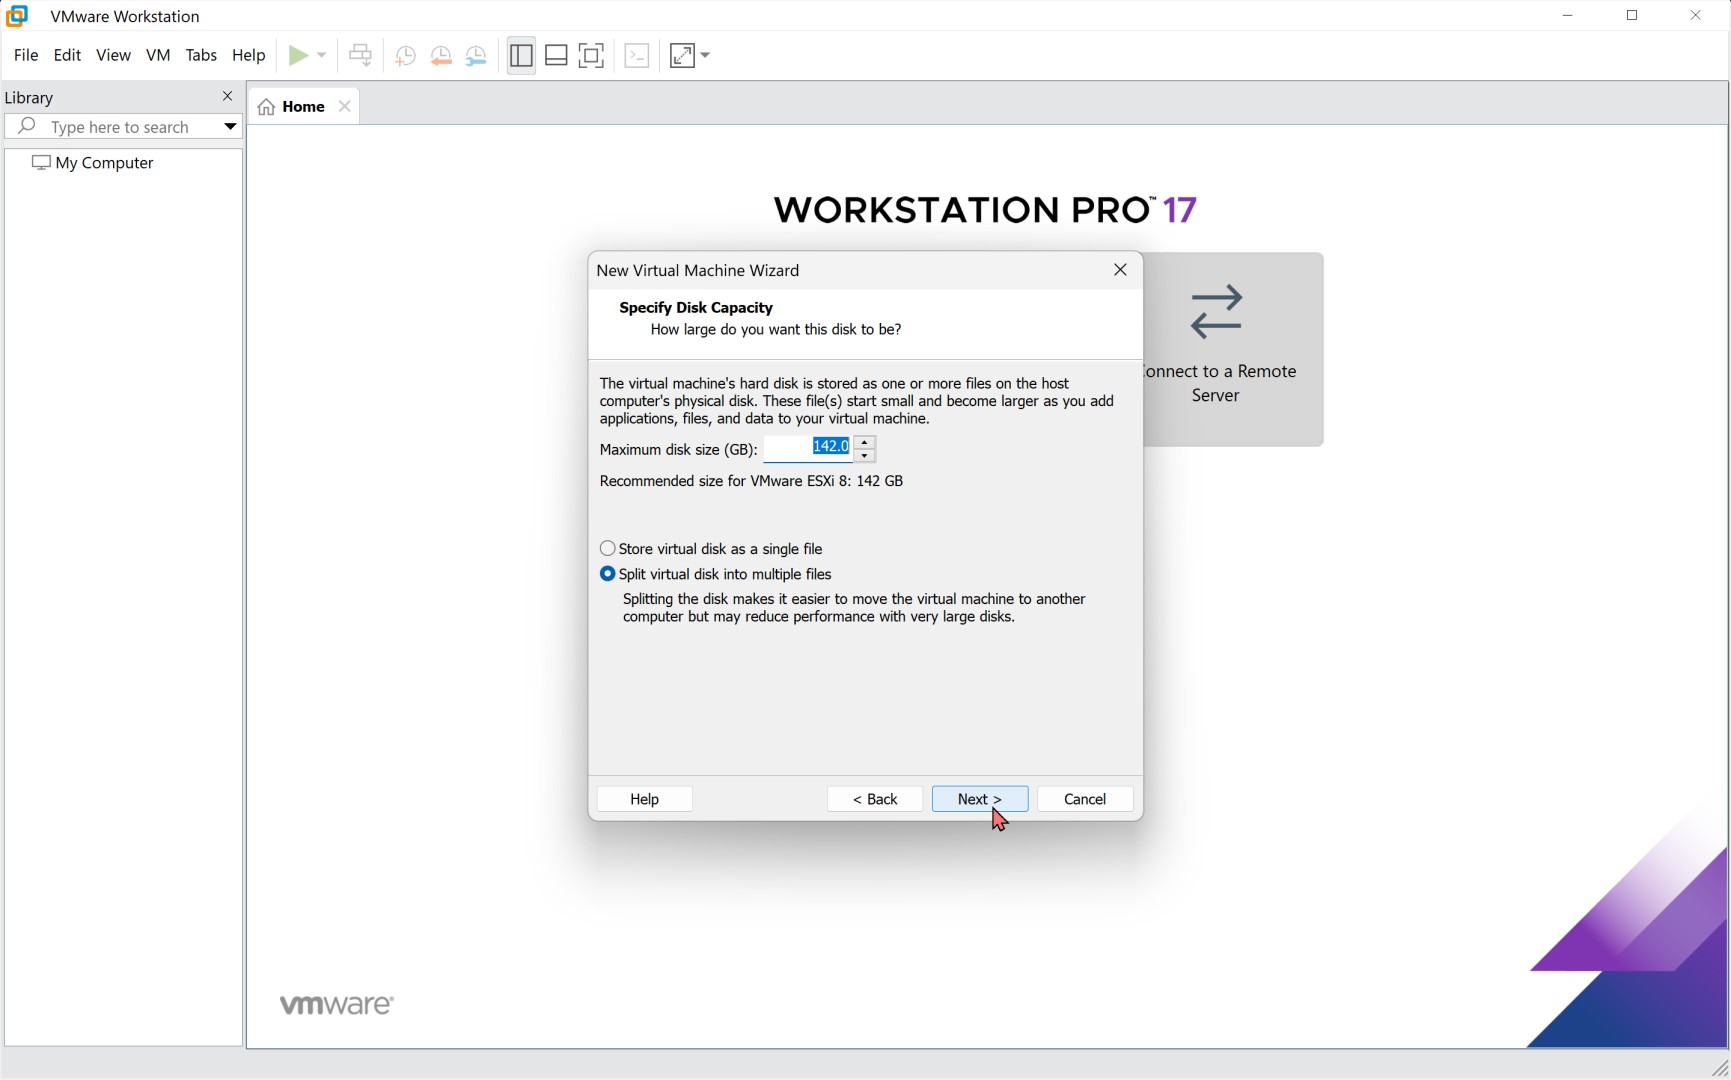 VMware Workstation
File Edit View VM Tabs Help
Library
Type here to search
My Computer
Home
WORKSTATION PRO™ 17
New Virtual Machine Wizard
Specify Disk Capacity
How large do you want this disk to be?
The virtual machine's hard disk is stored as one or more files on the host
computer's physical disk. These file(s) start small and become larger as you add
applications, files, and data to your virtual machine.
Maximum disk size (GB): 142.0
Recommended size for VMware ESXi 8: 142 GB
Store virtual disk as a single file
Split virtual disk into multiple files
Splitting the disk makes it easier to move the virtual machine to another
computer but may reduce performance with very large disks.
Help < Back Next > Cancel
onnect to a Remote
Server
vmware®